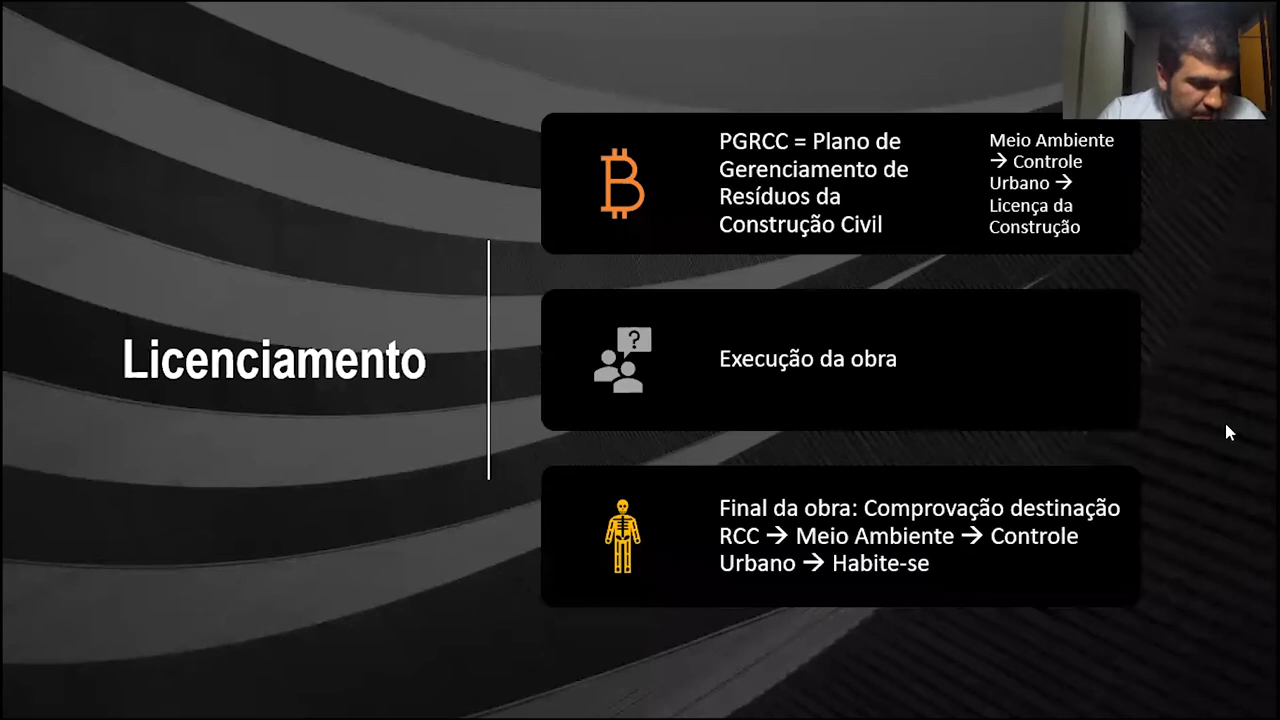 Licenciamento
PGRCC = Plano de
Gerenciamento de
Resíduos da
Construção Civil
Meio Ambiente
→ Controle
Urbano →
Licença da
Construção
?
Execução da obra
Final da obra: Comprovação destinação
RCC → Meio Ambiente → Controle
Urbano → Habite-se